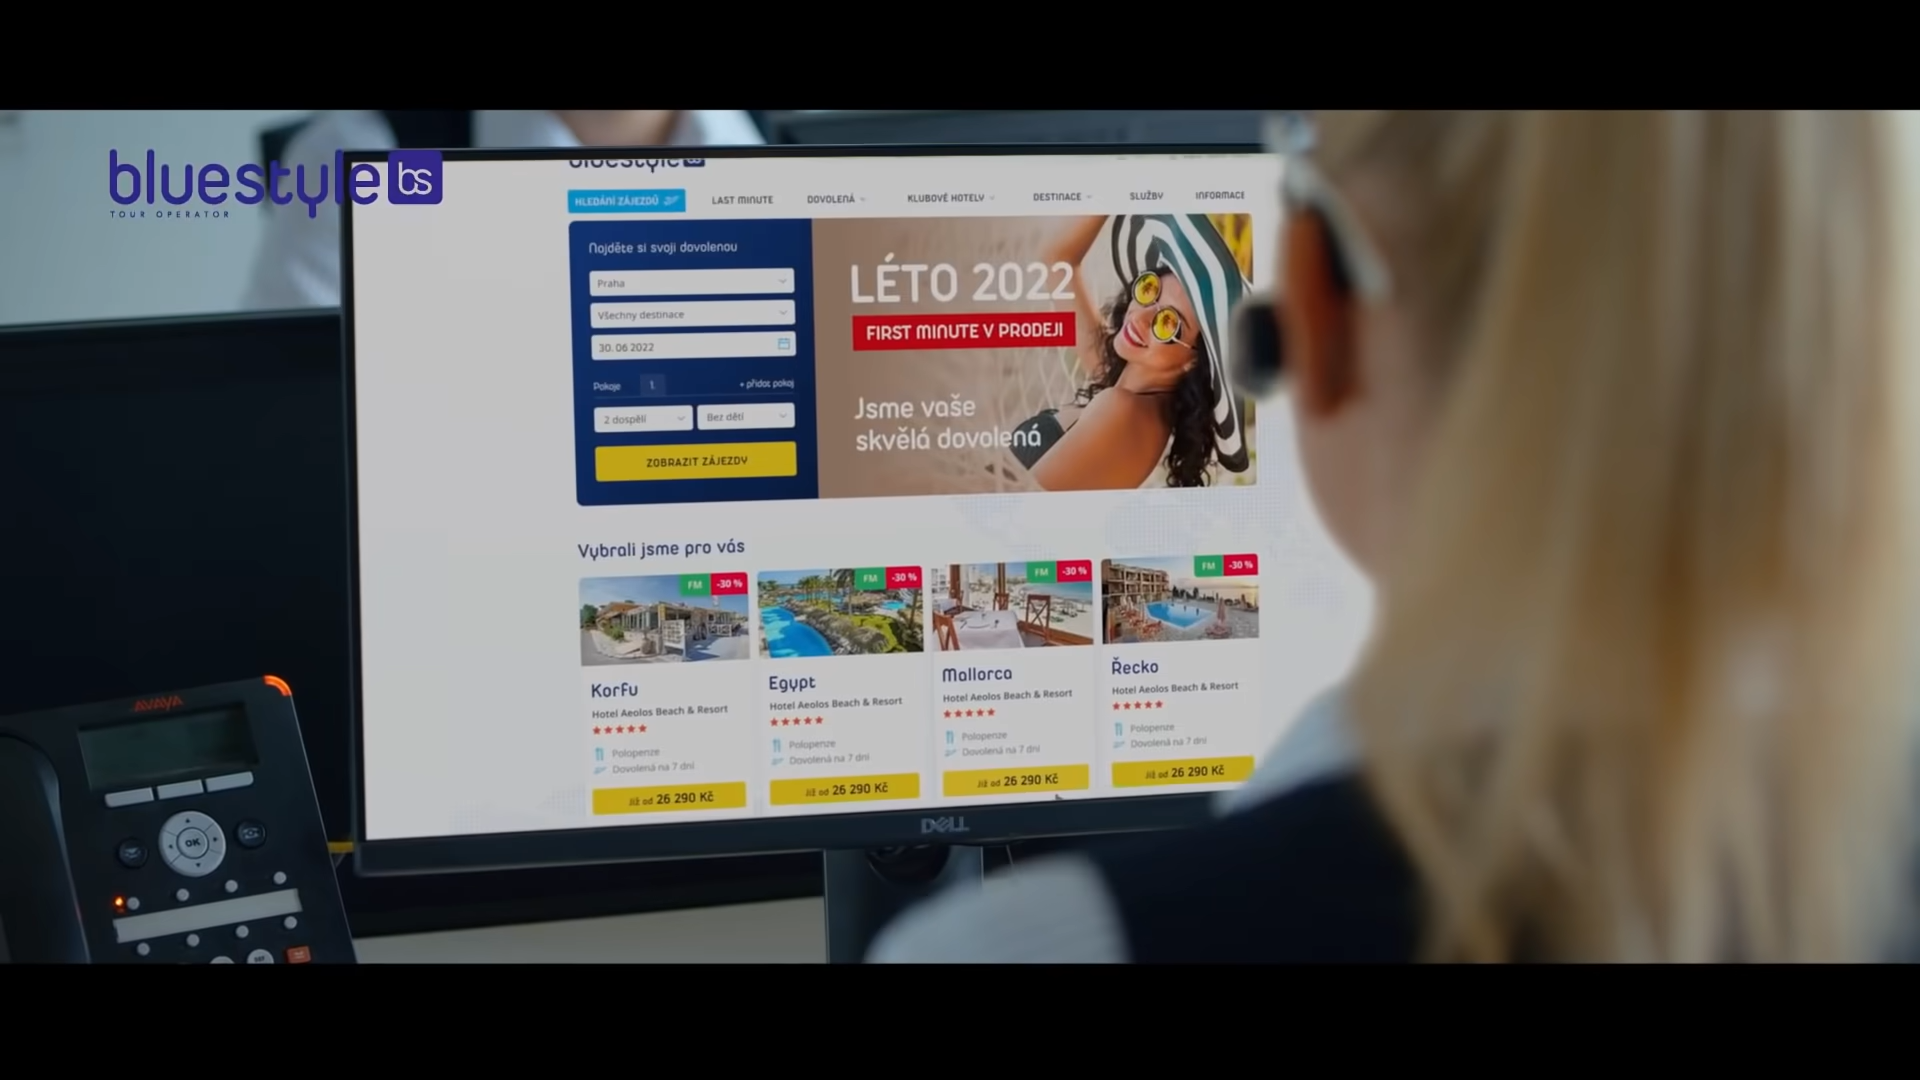 bluestyle bs
TOUR OPERATOR
bluestyle bs
HLEDÁNÍ ZÁJEZDŮ
LAST MINUTE
DOVOLENÁ
KLUBOVÉ HOTELY
DESTINACE
SLUŽBY
INFORMACE
Najděte si svoji dovolenou
Praha
Všechny destinace
30. 06 2022
Pokoje 1 + přidat pokoj
2 dospělí Bez dětí
ZOBRAZIT ZÁJEZDY
LÉTO 2022
FIRST MINUTE V PRODEJI
Jsme vaše
skvělá dovolená
Vybrali jsme pro vás
FM -30 %
Korfu
Hotel Aeolos Beach & Resort
Polopenze
Dovolená na 7 dní
Již od 26 290 Kč
FM -30 %
Egypt
Hotel Aeolos Beach & Resort
Polopenze
Dovolená na 7 dní
Již od 26 290 Kč
FM -30 %
Mallorca
Hotel Aeolos Beach & Resort
Polopenze
Dovolená na 7 dní
Již od 26 290 Kč
FM -30 %
Řecko
Hotel Aeolos Beach & Resort
Polopenze
Dovolená na 7 dní
Již od 26 290 Kč
DELL
AVAYA
OK